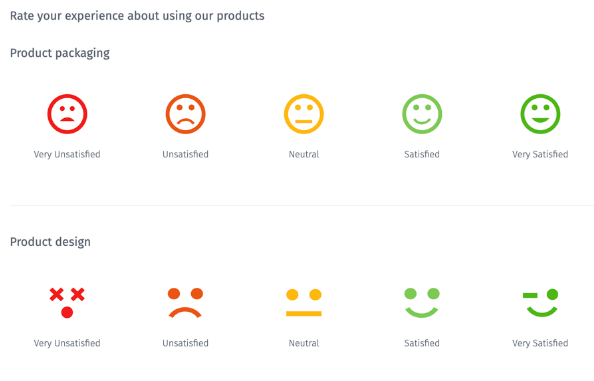 Rate your experience about using our products
Product packaging
Very Unsatisfied Unsatisfied Neutral Satisfied Very Satisfied
Product design
Very Unsatisfied Unsatisfied Neutral Satisfied Very Satisfied